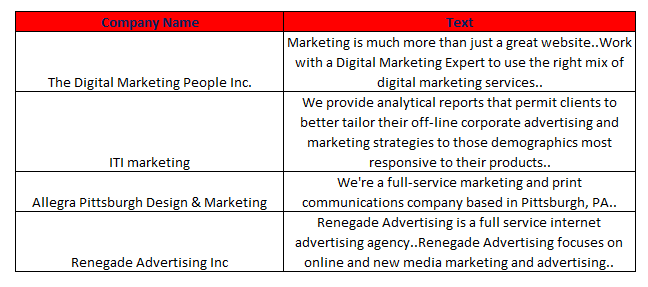 Company Name Text
Marketing is much more than just a great website..Work
with a Digital Marketing Expert to use the right mix of
The Digital Marketing People Inc. digital marketing services..
We provide analytical reports that permit clients to
better tailor their off-line corporate advertising and
marketing strategies to those demographics most
ITI marketing responsive to their products..
We're a full-service marketing and print
Allegra Pittsburgh Design & Marketing communications company based in Pittsburgh, PA..
Renegade Advertising is a full service internet
advertising agency..Renegade Advertising focuses on
Renegade Advertising Inc online and new media marketing and advertising..